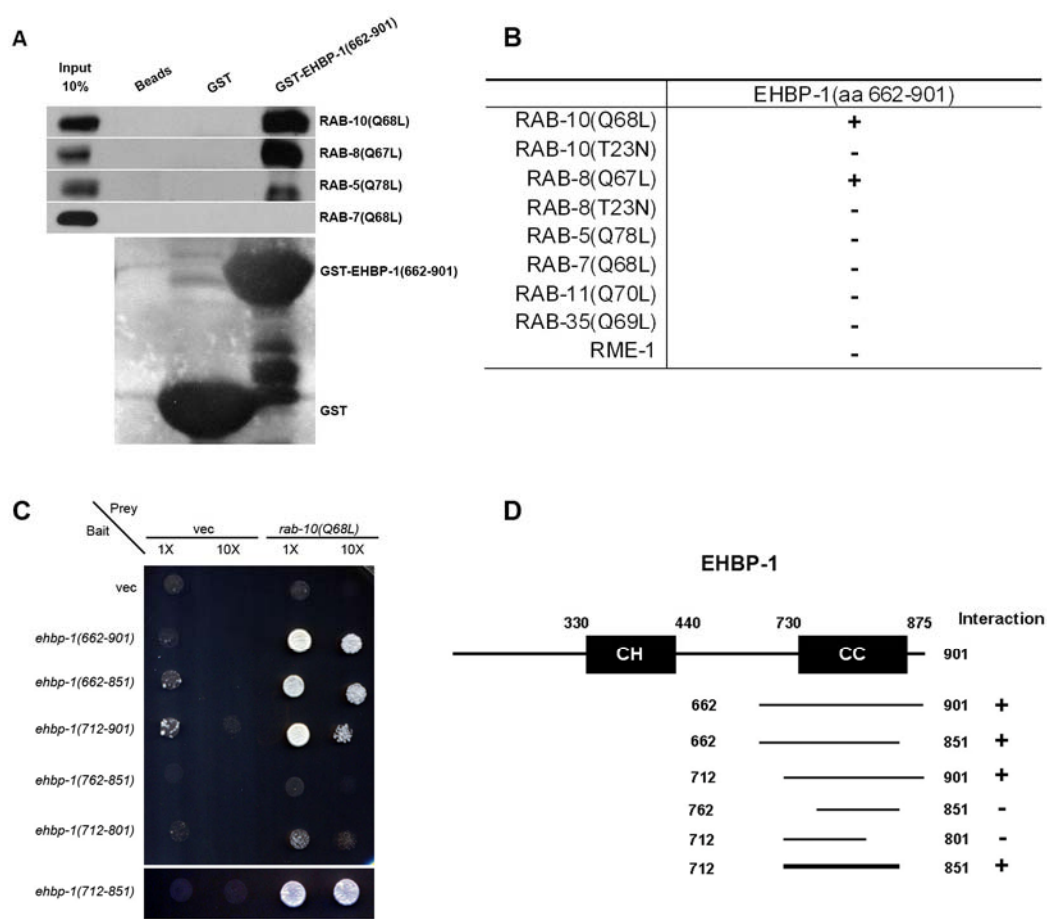 A
Input
10%
Beads
GST
GST-EHBP-1(662-901)
RAB-10(Q68L)
RAB-8(Q67L)
RAB-5(Q78L)
RAB-7(Q68L)
GST-EHBP-1(662-901)
GST
B
EHBP-1(aa 662-901)
RAB-10(Q68L) +
RAB-10(T23N) -
RAB-8(Q67L) +
RAB-8(T23N) -
RAB-5(Q78L) -
RAB-7(Q68L) -
RAB-11(Q70L) -
RAB-35(Q69L) -
RME-1 -
C
Prey
Bait
vec rab-10(Q68L)
1X 10X 1X 10X
vec
ehbp-1(662-901)
ehbp-1(662-851)
ehbp-1(712-901)
ehbp-1(762-851)
ehbp-1(712-801)
ehbp-1(712-851)
D
EHBP-1
330 440 730 875 Interaction
CH CC 901
662 901 +
662 851 +
712 901 +
762 851 -
712 801 -
712 851 +